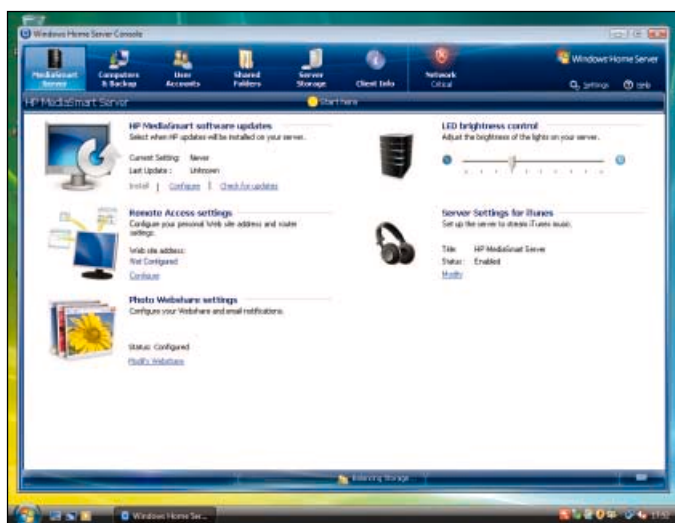 Windows Home Server Console
Windows Home Server
MediaSmart Server
Computers & Backup
User Accounts
Shared Folders
Server Storage
Client Info
Network Critical
Settings
Help
HP MediaSmart Server
Start here
HP MediaSmart software updates
Select when HP updates will be installed on your server.
Current Setting: Never
Last Update: Unknown
Install | Configure | Check for updates
LED brightness control
Adjust the brightness of the lights on your server.
Remote Access settings
Configure your personal Web site address and router
settings.
Web site address:
Not Configured
Configure
Server Settings for iTunes
Set up the server to stream iTunes music.
Title: HP MediaSmart Server
Status: Enabled
Modify
Photo Webshare settings
Configure your Webshare and email notifications.
Status: Configured
Modify Webshare
Balancing Storage...
Windows Home Ser...
17:52